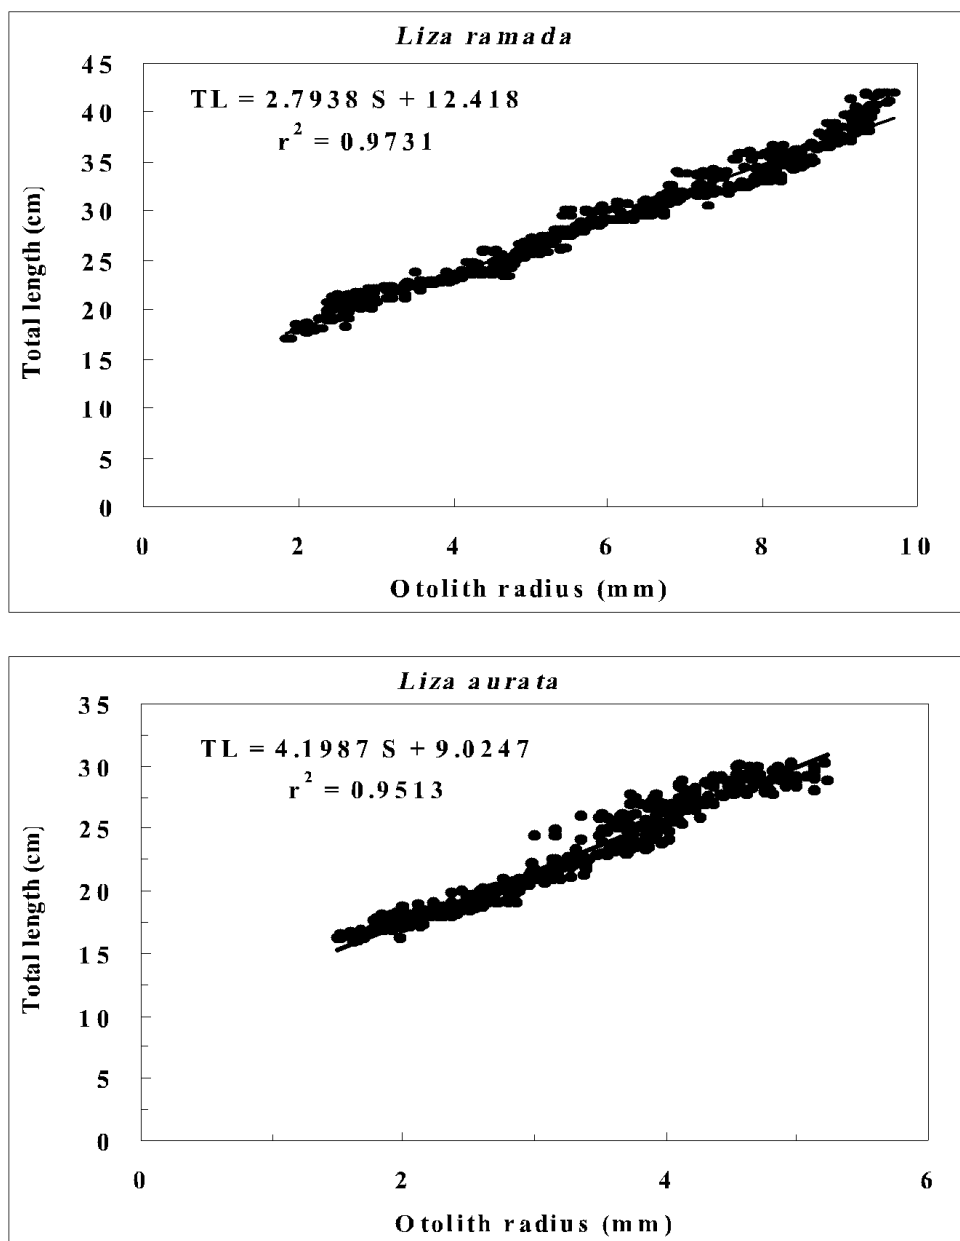 Liza ramada
TL = 2.7938 S + 12.418
r² = 0.9731
Total length (cm)
45
40
35
30
25
20
15
10
5
0
0 2 4 6 8 10
Otolith radius (mm)
Liza aurata
TL = 4.1987 S + 9.0247
r² = 0.9513
Total length (cm)
35
30
25
20
15
10
5
0
0 2 4 6
Otolith radius (mm)